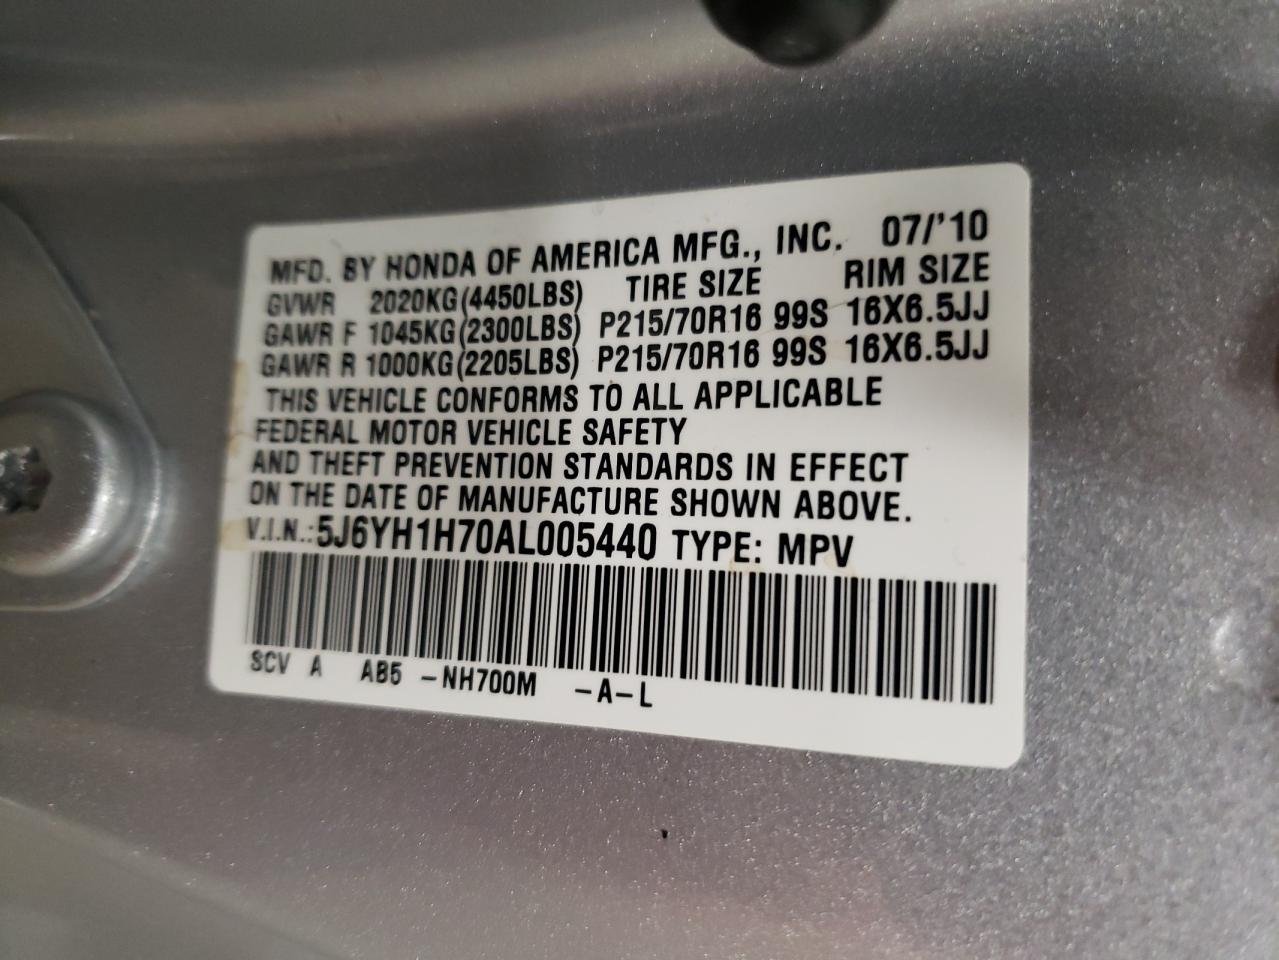 MFD. BY HONDA OF AMERICA MFG., INC. 07/'10
GVWR 2020KG(4450LBS) TIRE SIZE RIM SIZE
GAWR F 1045KG(2300LBS) P215/70R16 99S 16X6.5JJ
GAWR R 1000KG(2205LBS) P215/70R16 99S 16X6.5JJ
THIS VEHICLE CONFORMS TO ALL APPLICABLE
FEDERAL MOTOR VEHICLE SAFETY
AND THEFT PREVENTION STANDARDS IN EFFECT
ON THE DATE OF MANUFACTURE SHOWN ABOVE.
V.I.N.:5J6YH1H70AL005440 TYPE: MPV
SCV A AB5 -NH700M -A-L